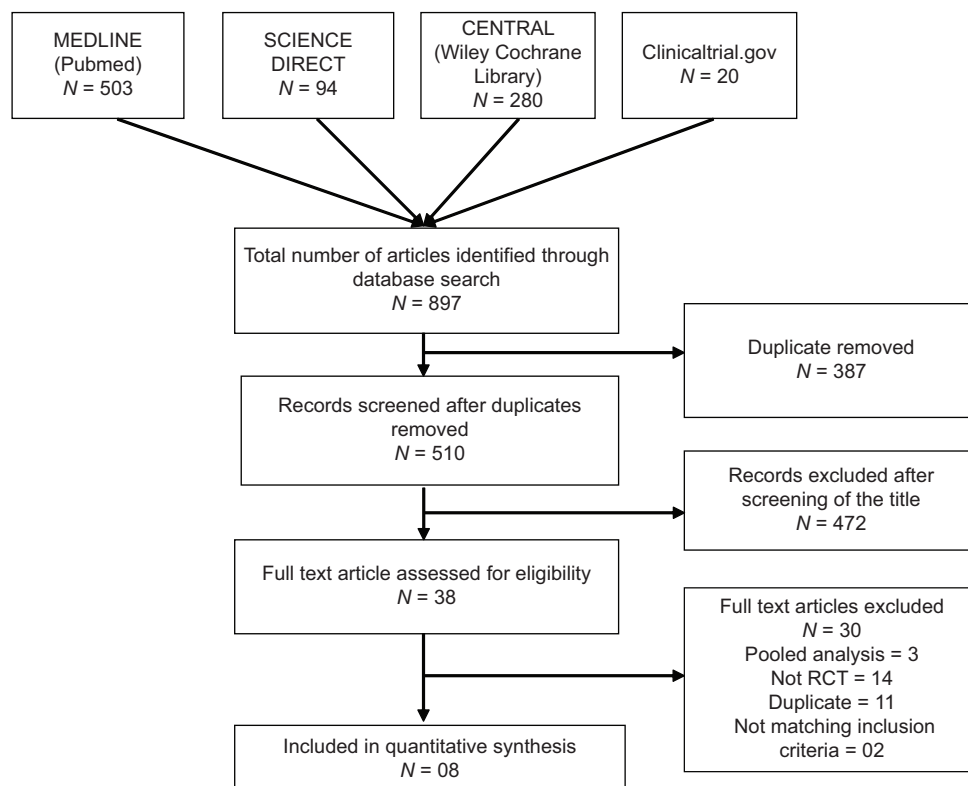 MEDLINE
(Pubmed)
N = 503
SCIENCE
DIRECT
N = 94
CENTRAL
(Wiley Cochrane
Library)
N = 280
Clinicaltrial.gov
N = 20
Total number of articles identified through
database search
N = 897
Duplicate removed
N = 387
Records screened after duplicates
removed
N = 510
Records excluded after
screening of the title
N = 472
Full text article assessed for eligibility
N = 38
Full text articles excluded
N = 30
Pooled analysis = 3
Not RCT = 14
Duplicate = 11
Not matching inclusion
criteria = 02
Included in quantitative synthesis
N = 08